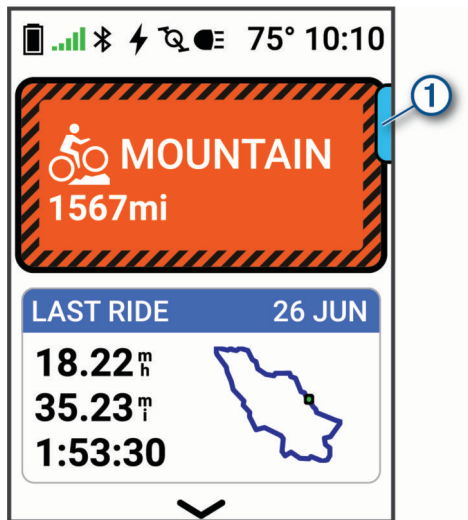 75° 10:10
1
MOUNTAIN
1567mi
LAST RIDE 26 JUN
18.22 mh
35.23 mi
1:53:30